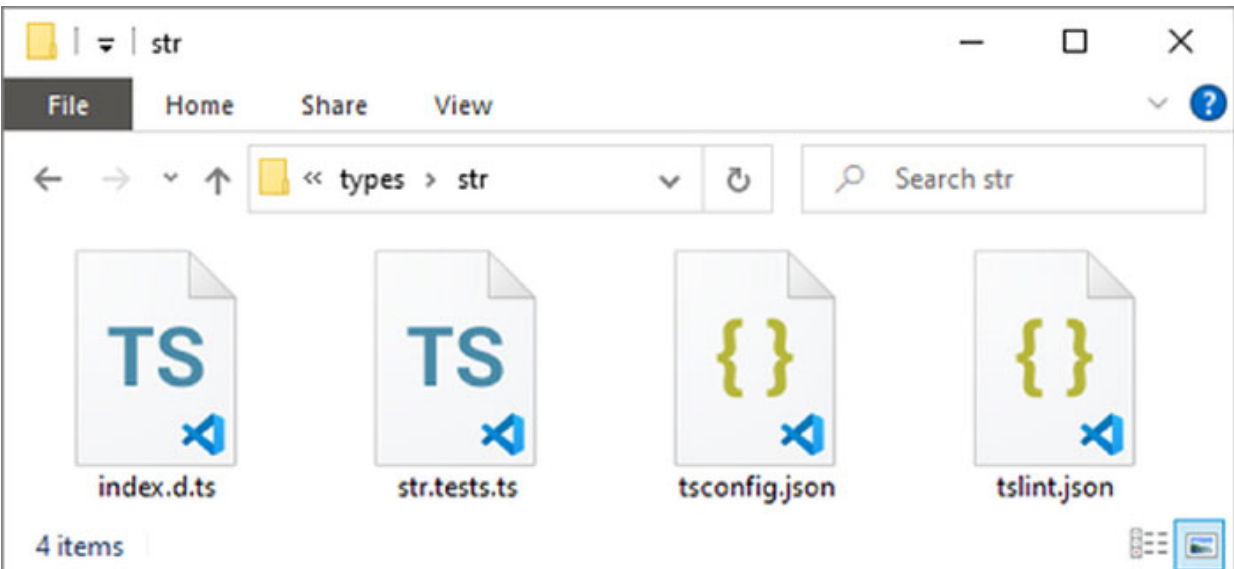 str
File Home Share View ?
« types > str Search str
TS TS { } { }
index.d.ts str.tests.ts tsconfig.json tslint.json
4 items